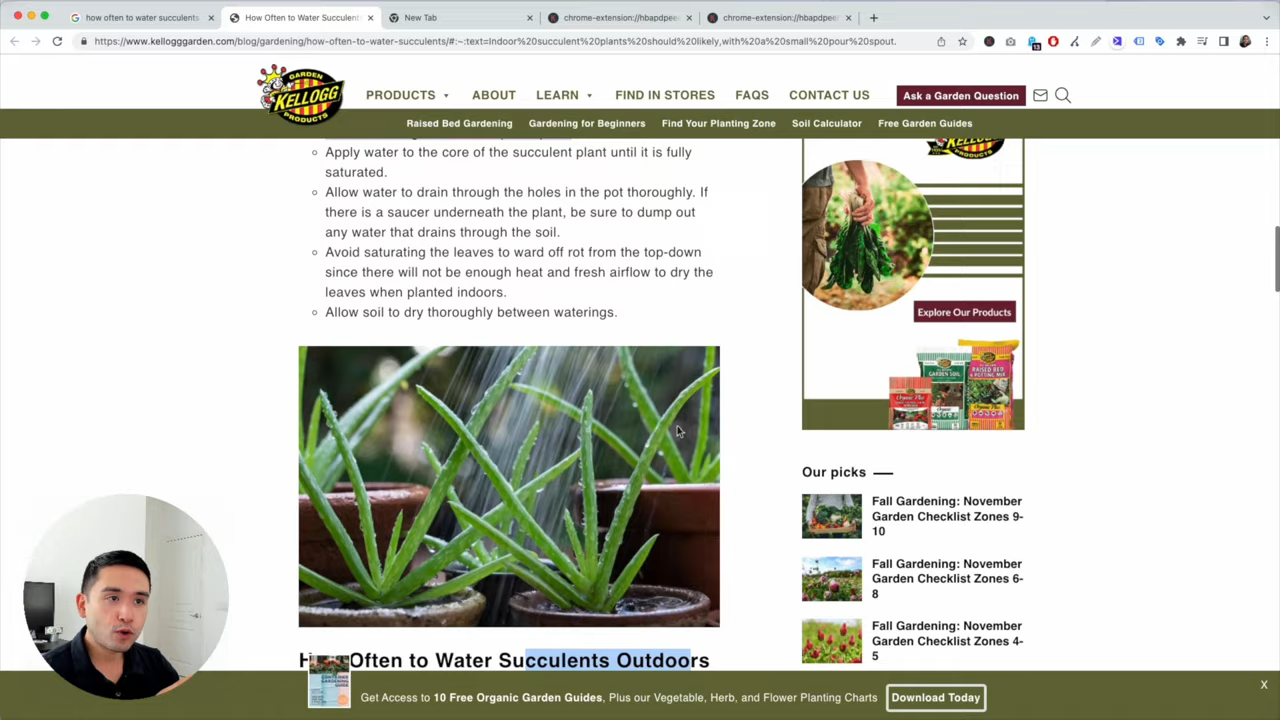 how often to water succulents
How Often to Water Succulent
New Tab
chrome-extension://hbapdpee
chrome-extension://hbapdpee
https://www.kellogggarden.com/blog/gardening/how-often-to-water-succulents/#:~:text=Indoor%20succulent%20plants%20should%20likely,with%20a%20small%20pour%20spout.
13
GARDEN
KELLOGG
PRODUCTS
PRODUCTS
ABOUT
LEARN
FIND IN STORES
FAQS
CONTACT US
Ask a Garden Question
Raised Bed Gardening
Gardening for Beginners
Find Your Planting Zone
Soil Calculator
Free Garden Guides
Apply water to the core of the succulent plant until it is fully
saturated.
Allow water to drain through the holes in the pot thoroughly. If
there is a saucer underneath the plant, be sure to dump out
any water that drains through the soil.
Avoid saturating the leaves to ward off rot from the top-down
since there will not be enough heat and fresh airflow to dry the
leaves when planted indoors.
Allow soil to dry thoroughly between waterings.
Explore Our Products
Our picks
Fall Gardening: November
Garden Checklist Zones 9-
10
Fall Gardening: November
Garden Checklist Zones 6-
8
Fall Gardening: November
Garden Checklist Zones 4-
5
Often to Water Succulents Outdoors
Get Access to 10 Free Organic Garden Guides, Plus our Vegetable, Herb, and Flower Planting Charts
Download Today
X